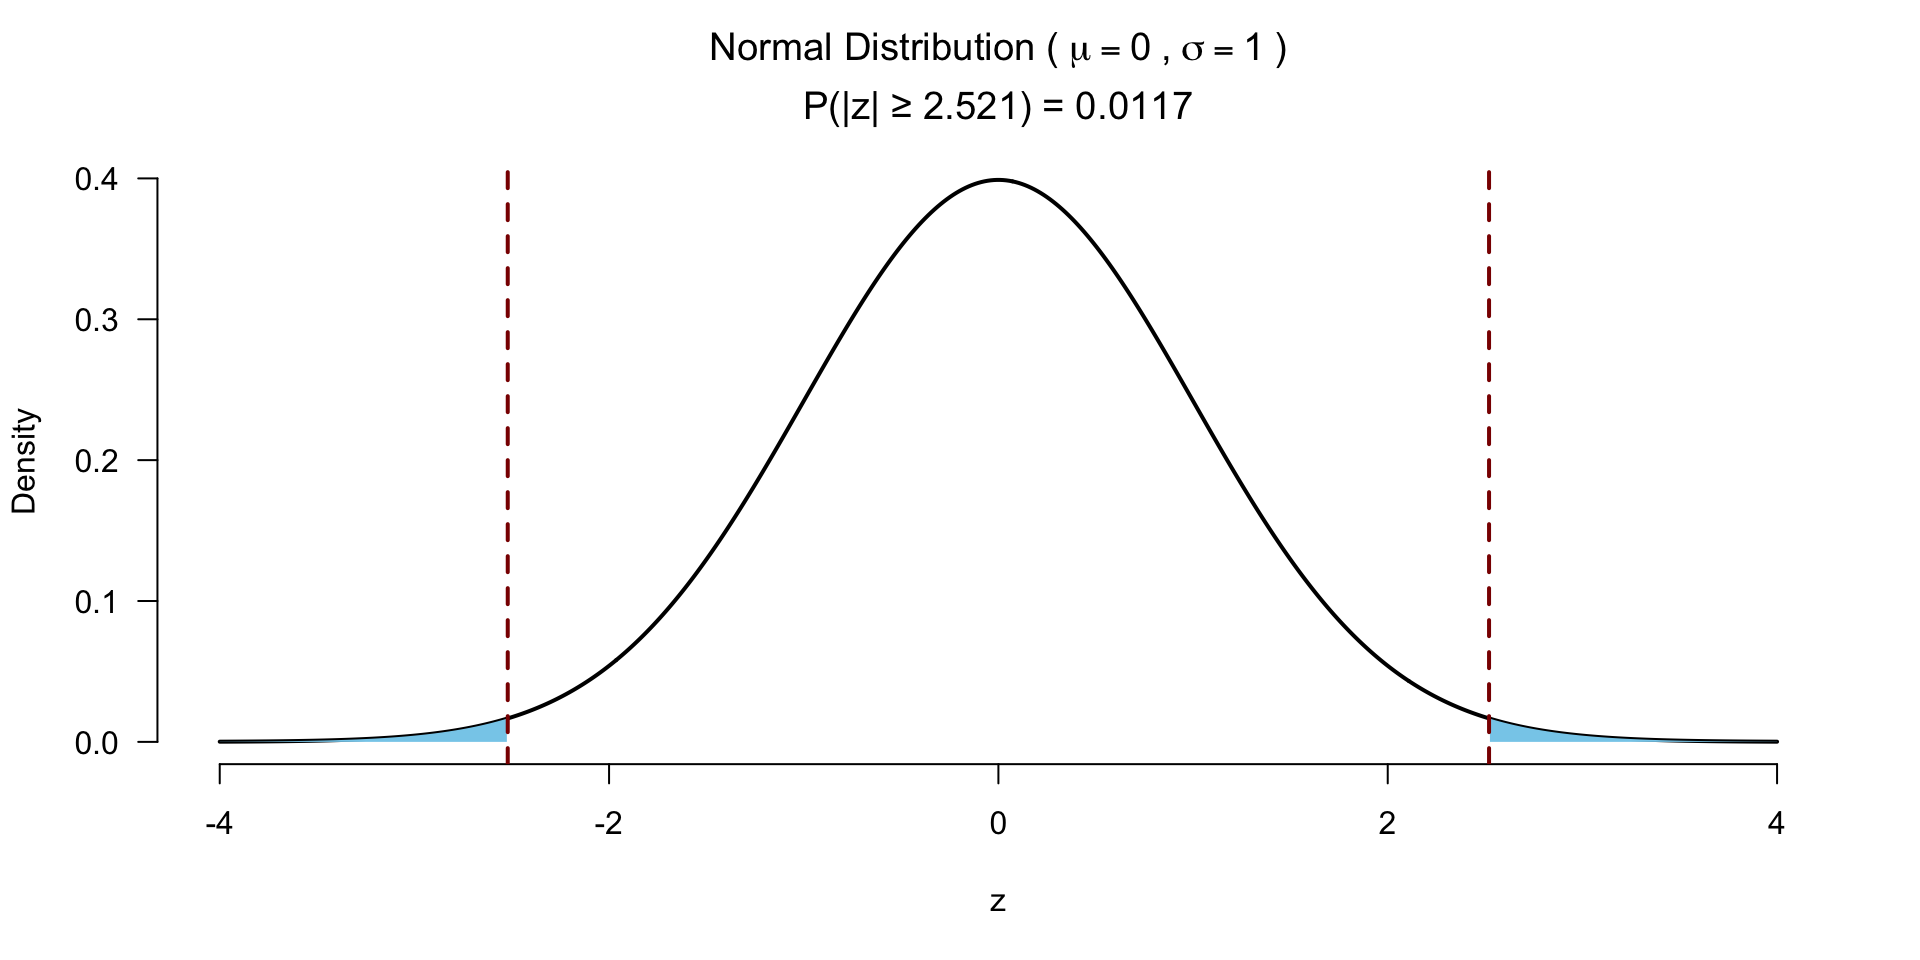 Normal Distribution ( μ = 0 , σ = 1 )
P(|z| ≥ 2.521) = 0.0117
0.4
0.3
0.2
0.1
0.0
Density
-4 -2 0 2 4
z